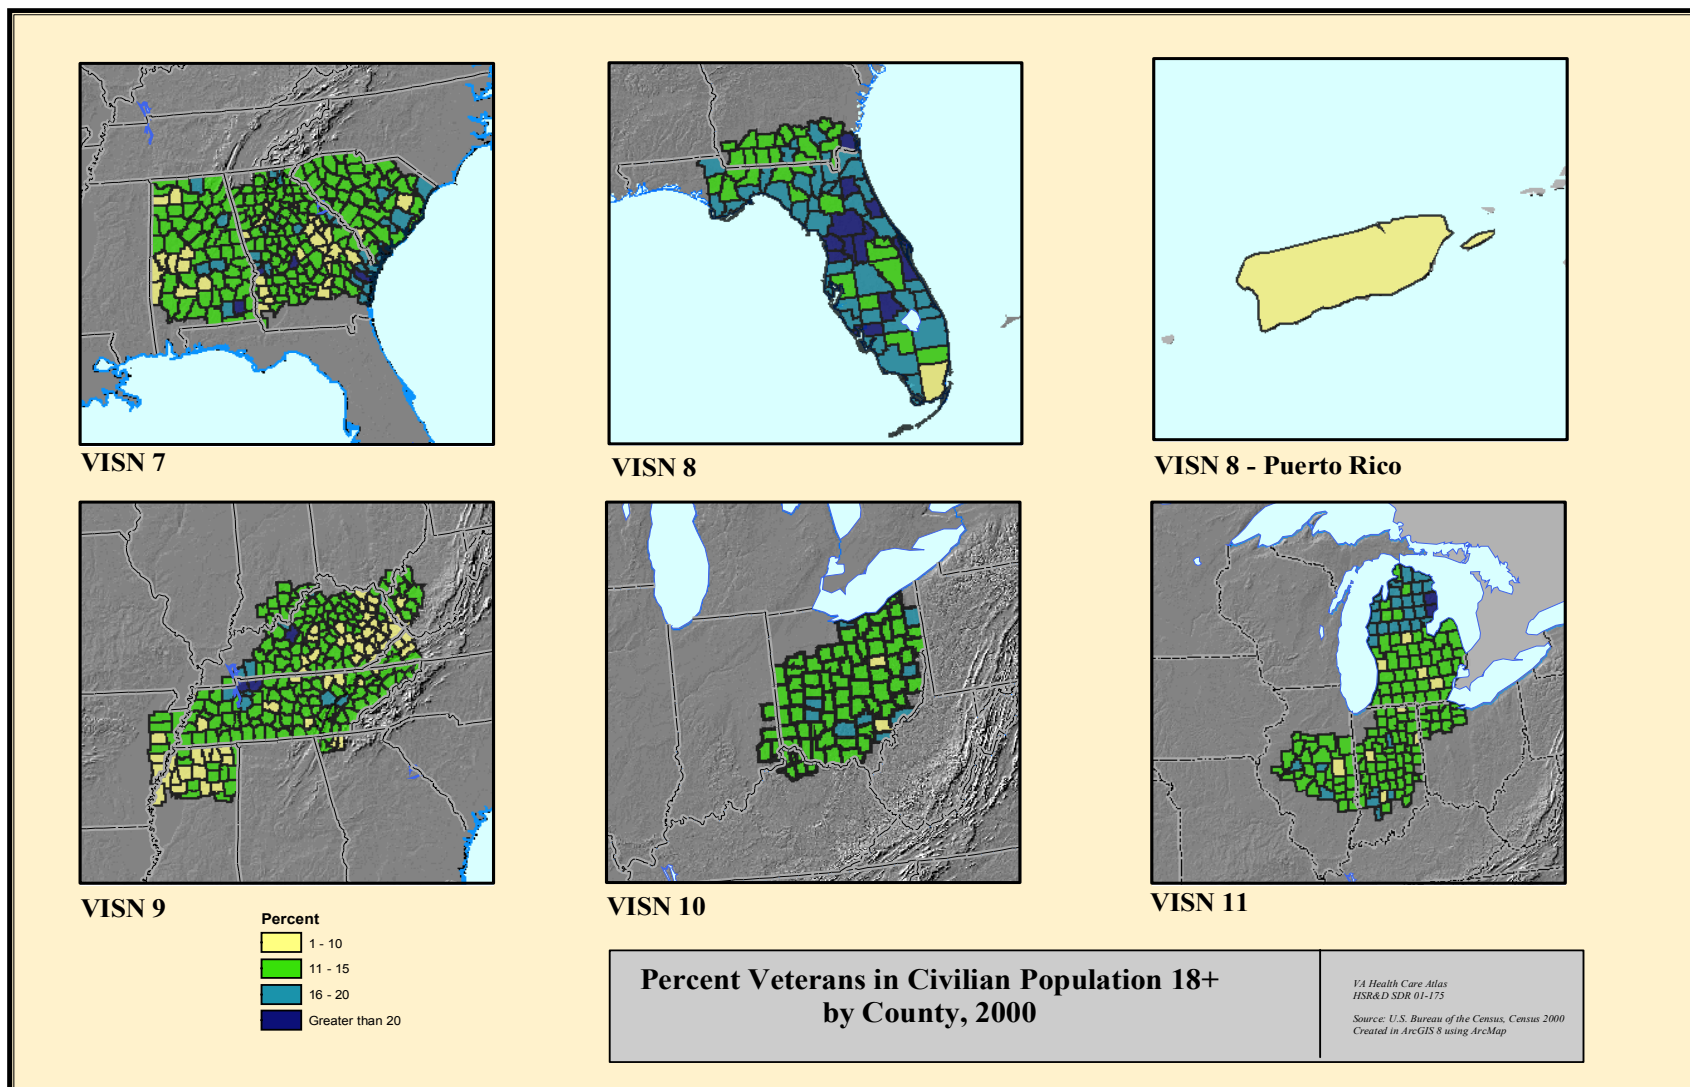 VISN 7
VISN 8
VISN 8 - Puerto Rico
VISN 9
VISN 10
VISN 11
Percent
1 - 10
11 - 15
16 - 20
Greater than 20
Percent Veterans in Civilian Population 18+
by County, 2000
VA Health Care Atlas
HSR&D SDR 01-175
Source: U.S. Bureau of the Census, Census 2000
Created in ArcGIS 8 using ArcMap